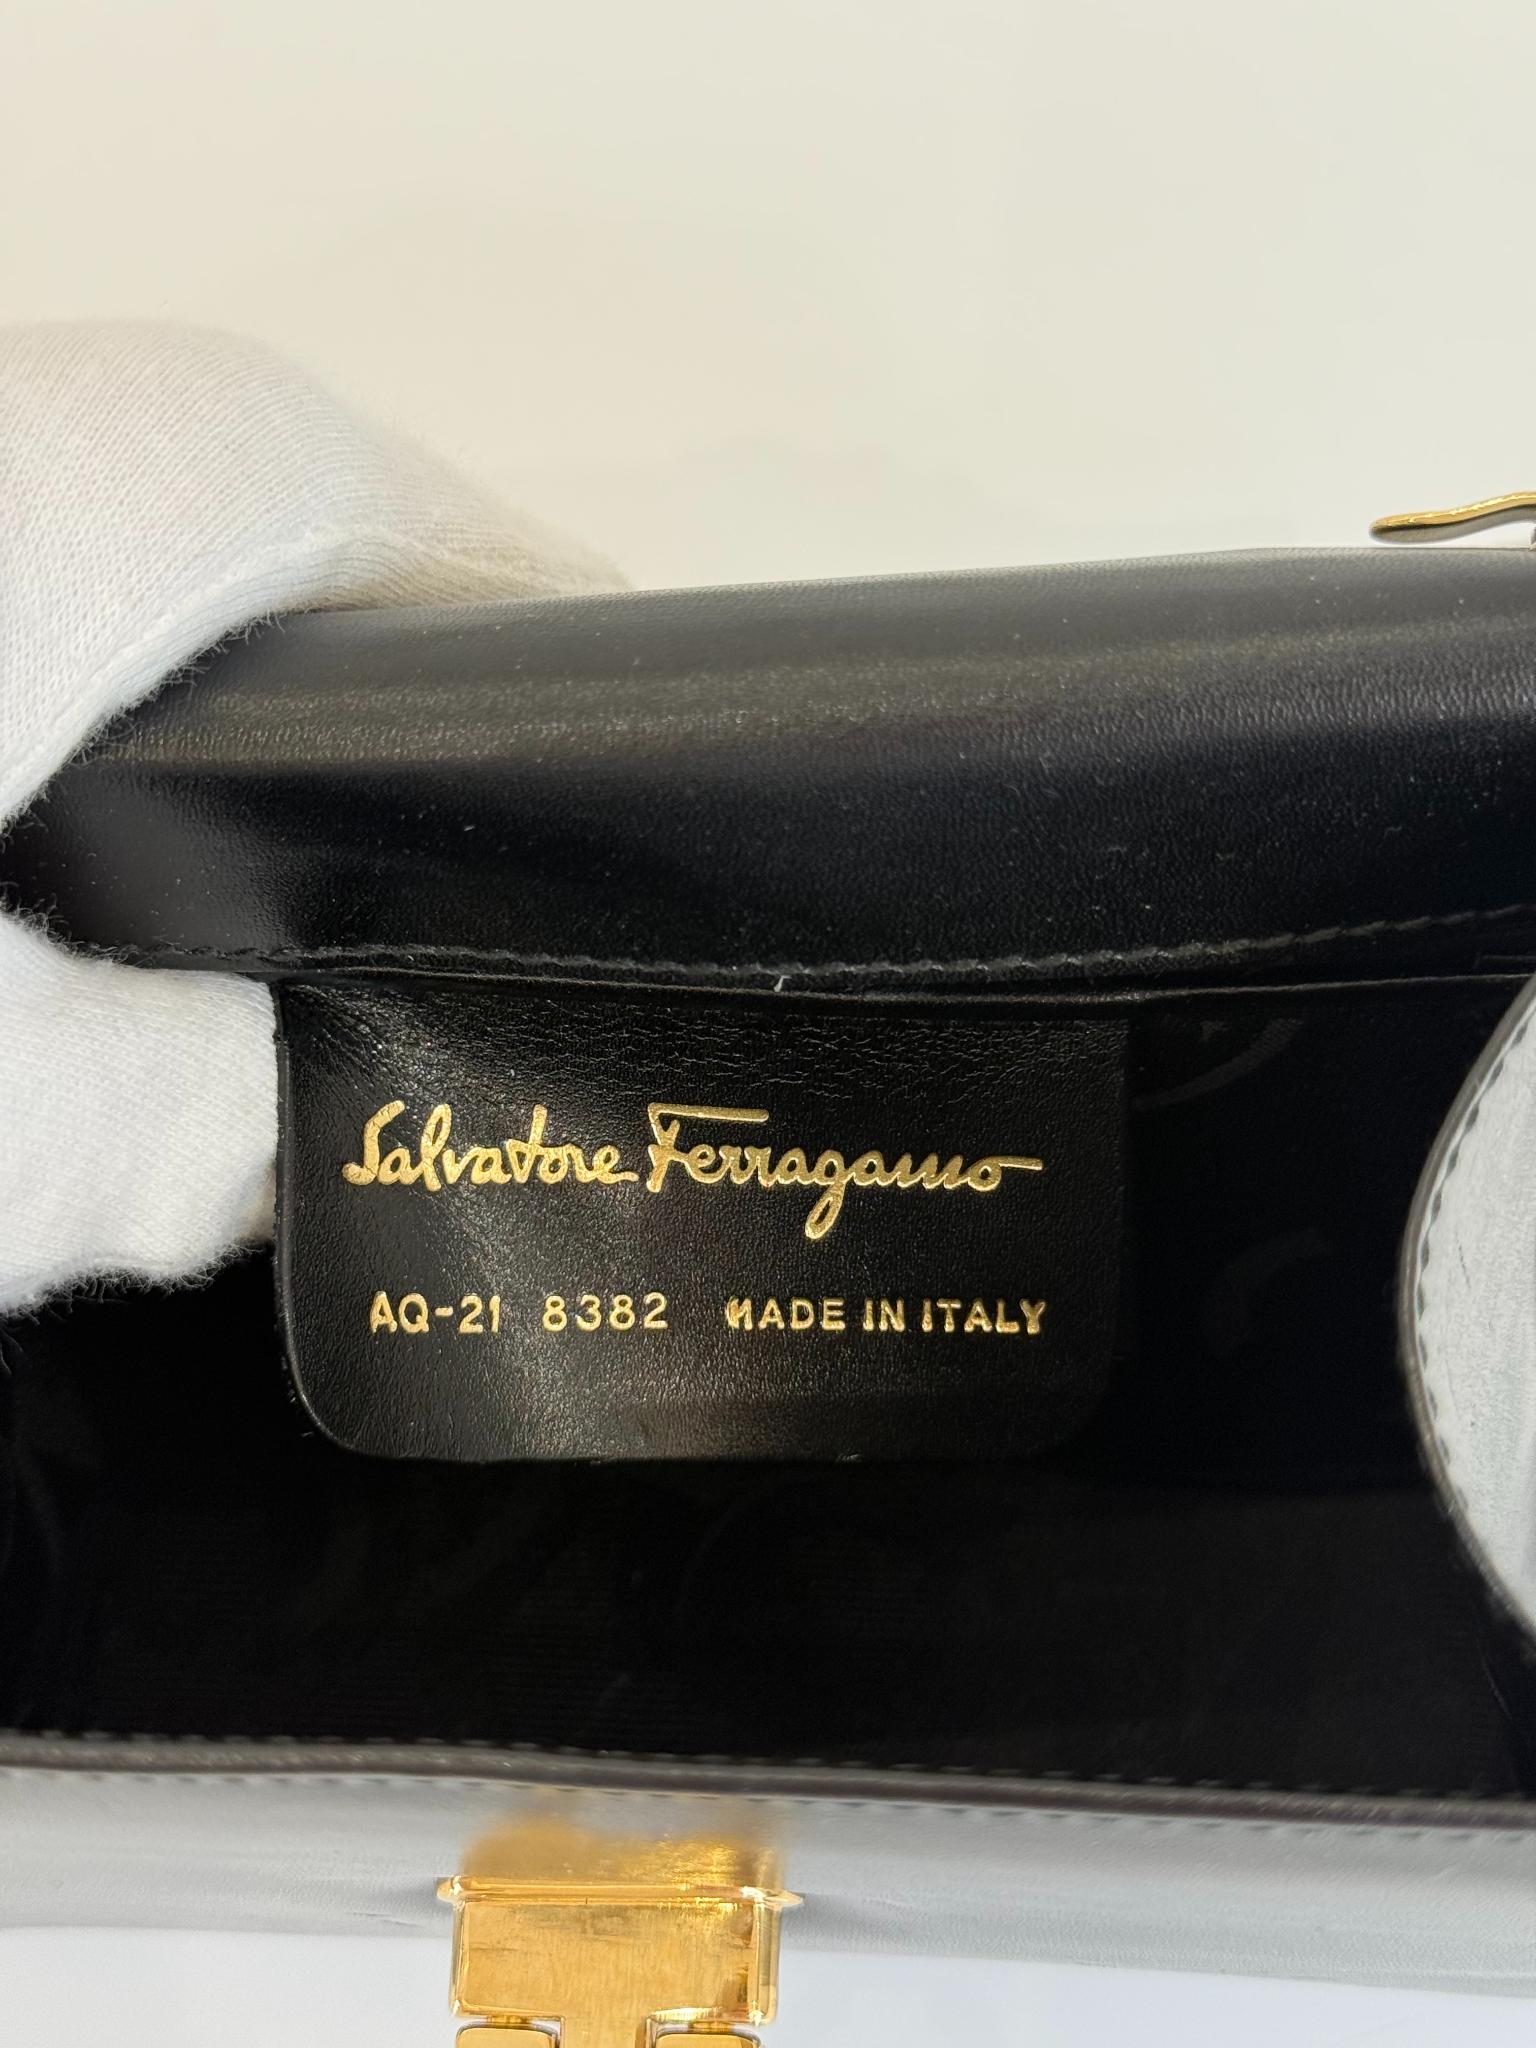 Salvatore Ferragamo
AQ-21 8382 MADE IN ITALY